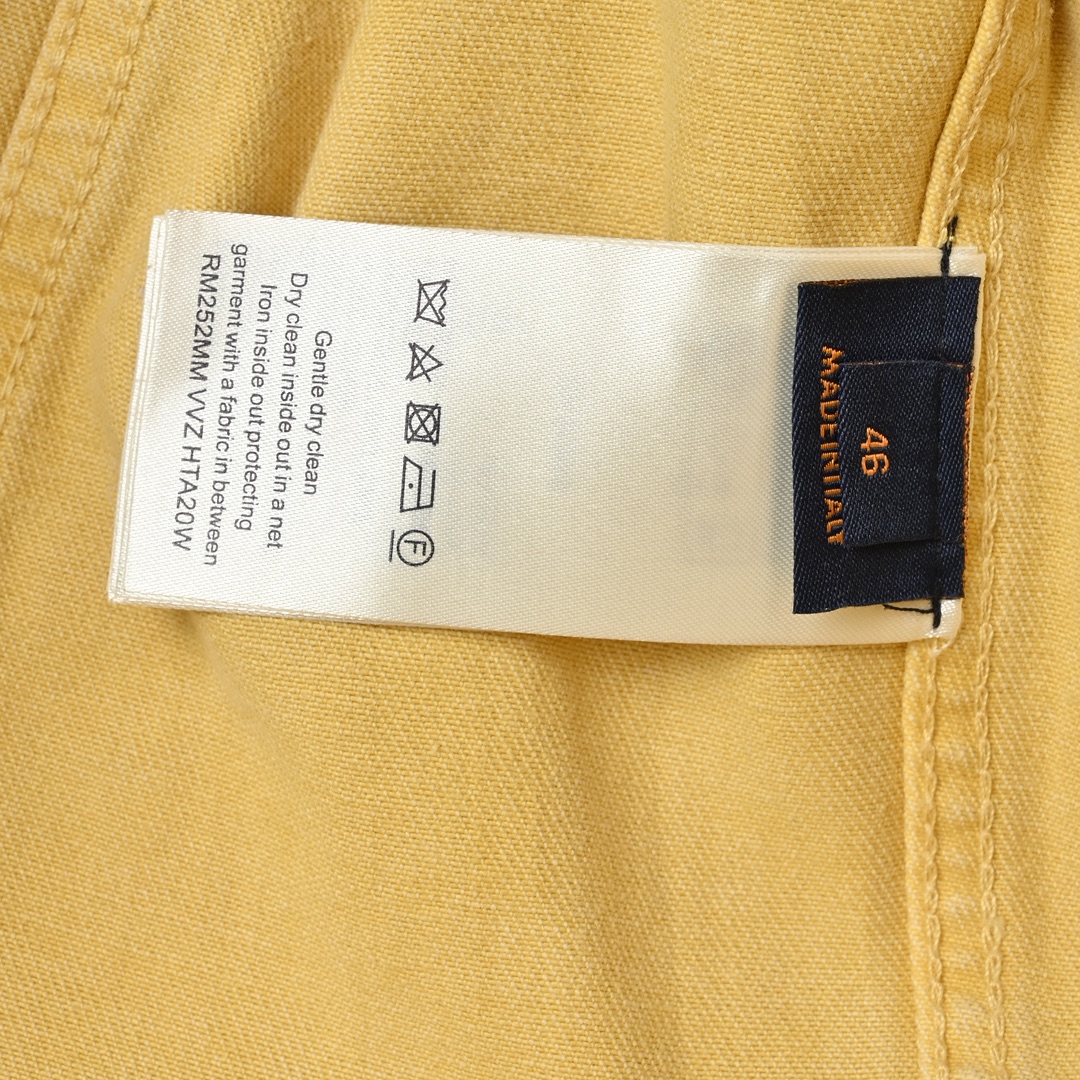 MADE IN ITALY
46
F
Gentle dry clean
Dry clean inside out in a net
Iron inside out protecting
garment with a fabric in between
RM252MM VVZ HTA20W